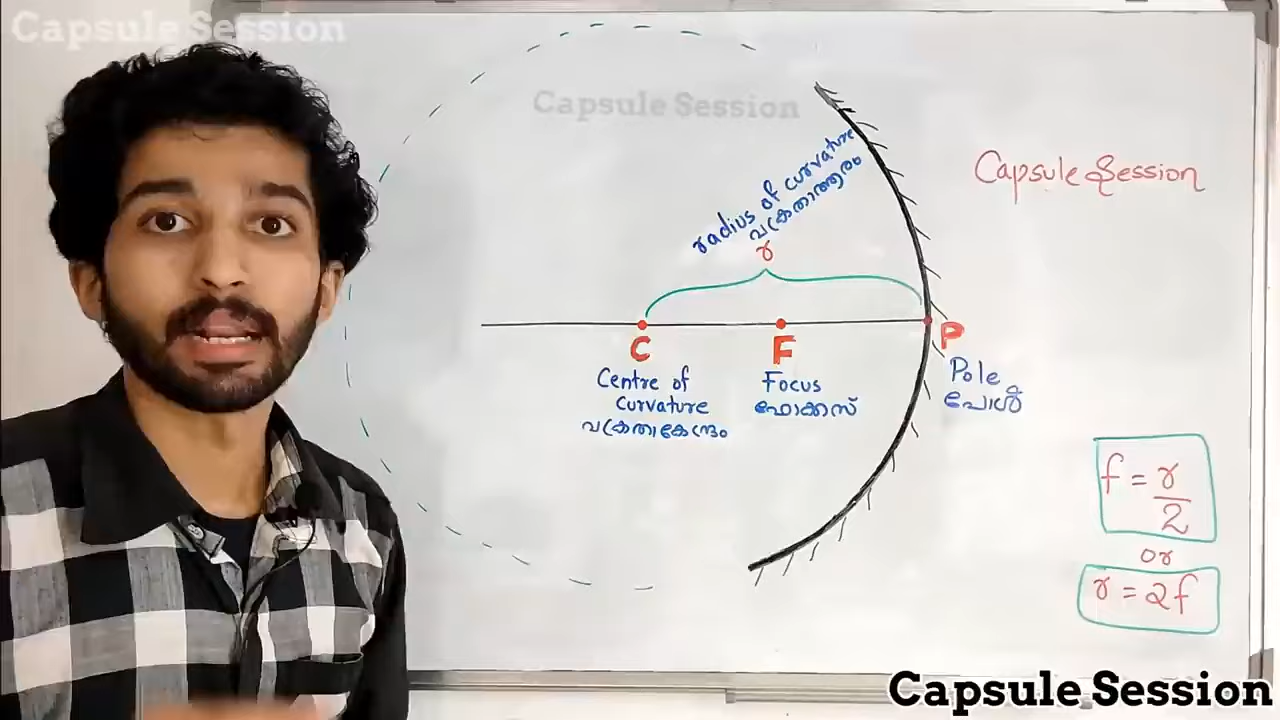 Capsule Session
Capsule Session
Capsule Session
radius of curvature
വക്രതാആരം
r
C
F
P
Centre of
curvature
വക്രതാകേന്ദ്രം
Focus
ഫോക്കസ്
Pole
പോൾ
f = r
2
or
r = 2f
Capsule Session